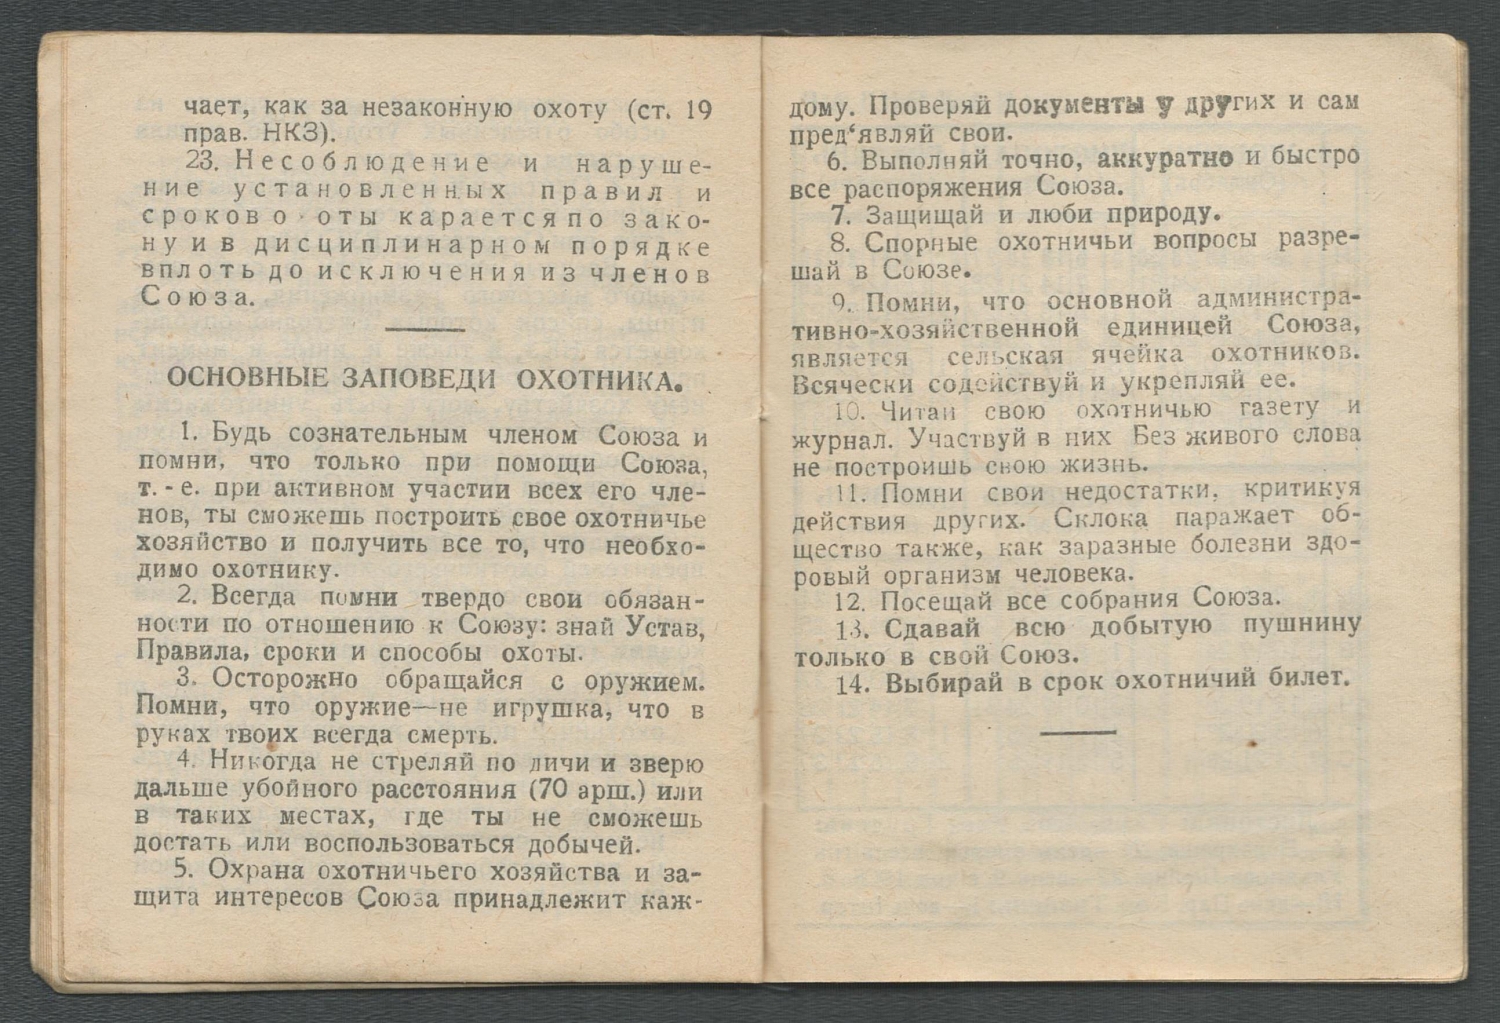 чает, как за незаконную охоту (ст. 19
прав. НКЗ).
23. Несоблюдение и наруше-
ние установленных правил и
сроков о оты карается по зако-
ну и в дисциплинарном порядке
вплоть до исключения из членов
Союза.
ОСНОВНЫЕ ЗАПОВЕДИ ОХОТНИКА.
1. Будь сознательным членом Союза и
помни, что только при помощи Союза,
т.-е. при активном участии всех его чле-
нов, ты сможешь построить свое охотничье
хозяйство и получить все то, что необхо-
димо охотнику.
2. Всегда помни твердо свои обязан-
ности по отношению к Союзу: знай Устав,
Правила, сроки и способы охоты.
3. Осторожно обращайся с оружием.
Помни, что оружие—не игрушка, что в
руках твоих всегда смерть.
4. Никогда не стреляй по дичи и зверю
дальше убойного расстояния (70 арш.) или
в таких местах, где ты не сможешь
достать или воспользоваться добычей.
5. Охрана охотничьего хозяйства и за-
щита интересов Союза принадлежит каж-
дому. Проверяй документы у других и сам
пред‘являй свои.
6. Выполняй точно, аккуратно и быстро
все распоряжения Союза.
7. Защищай и люби природу.
8. Спорные охотничьи вопросы разре-
шай в Союзе.
9. Помни, что основной администра-
тивно-хозяйственной единицей Союза,
является сельская ячейка охотников.
Всячески содействуй и укрепляй ее.
10. Читай свою охотничью газету и
журнал. Участвуй в них Без живого слова
не построишь свою жизнь.
11. Помни свои недостатки, критикуя
действия других. Склока паражает об-
щество также, как заразные болезни здо-
ровый организм человека.
12. Посещай все собрания Союза.
13. Сдавай всю добытую пушнину
только в свой Союз.
14. Выбирай в срок охотничий билет.